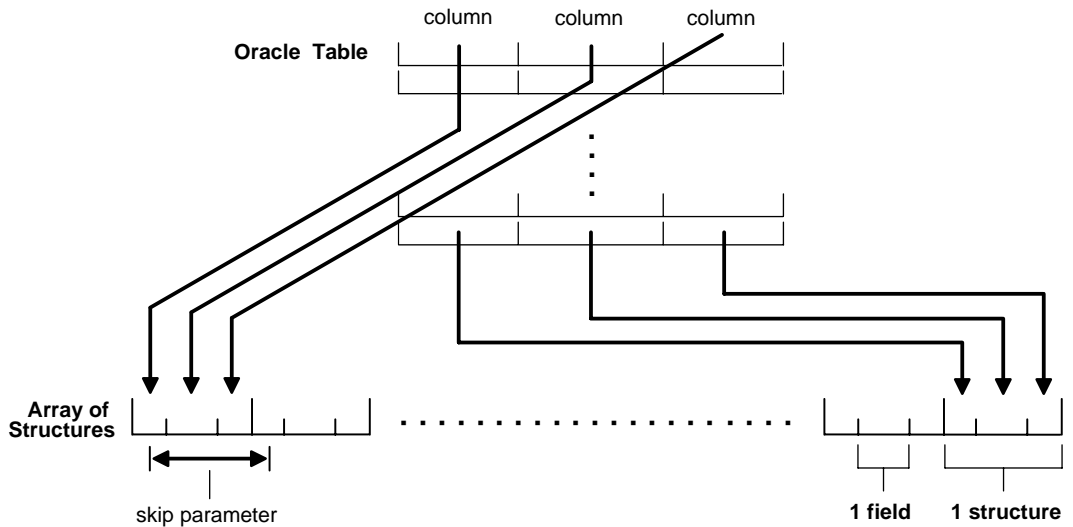 column column column
Oracle Table
Array of
Structures
skip parameter
1 field 1 structure